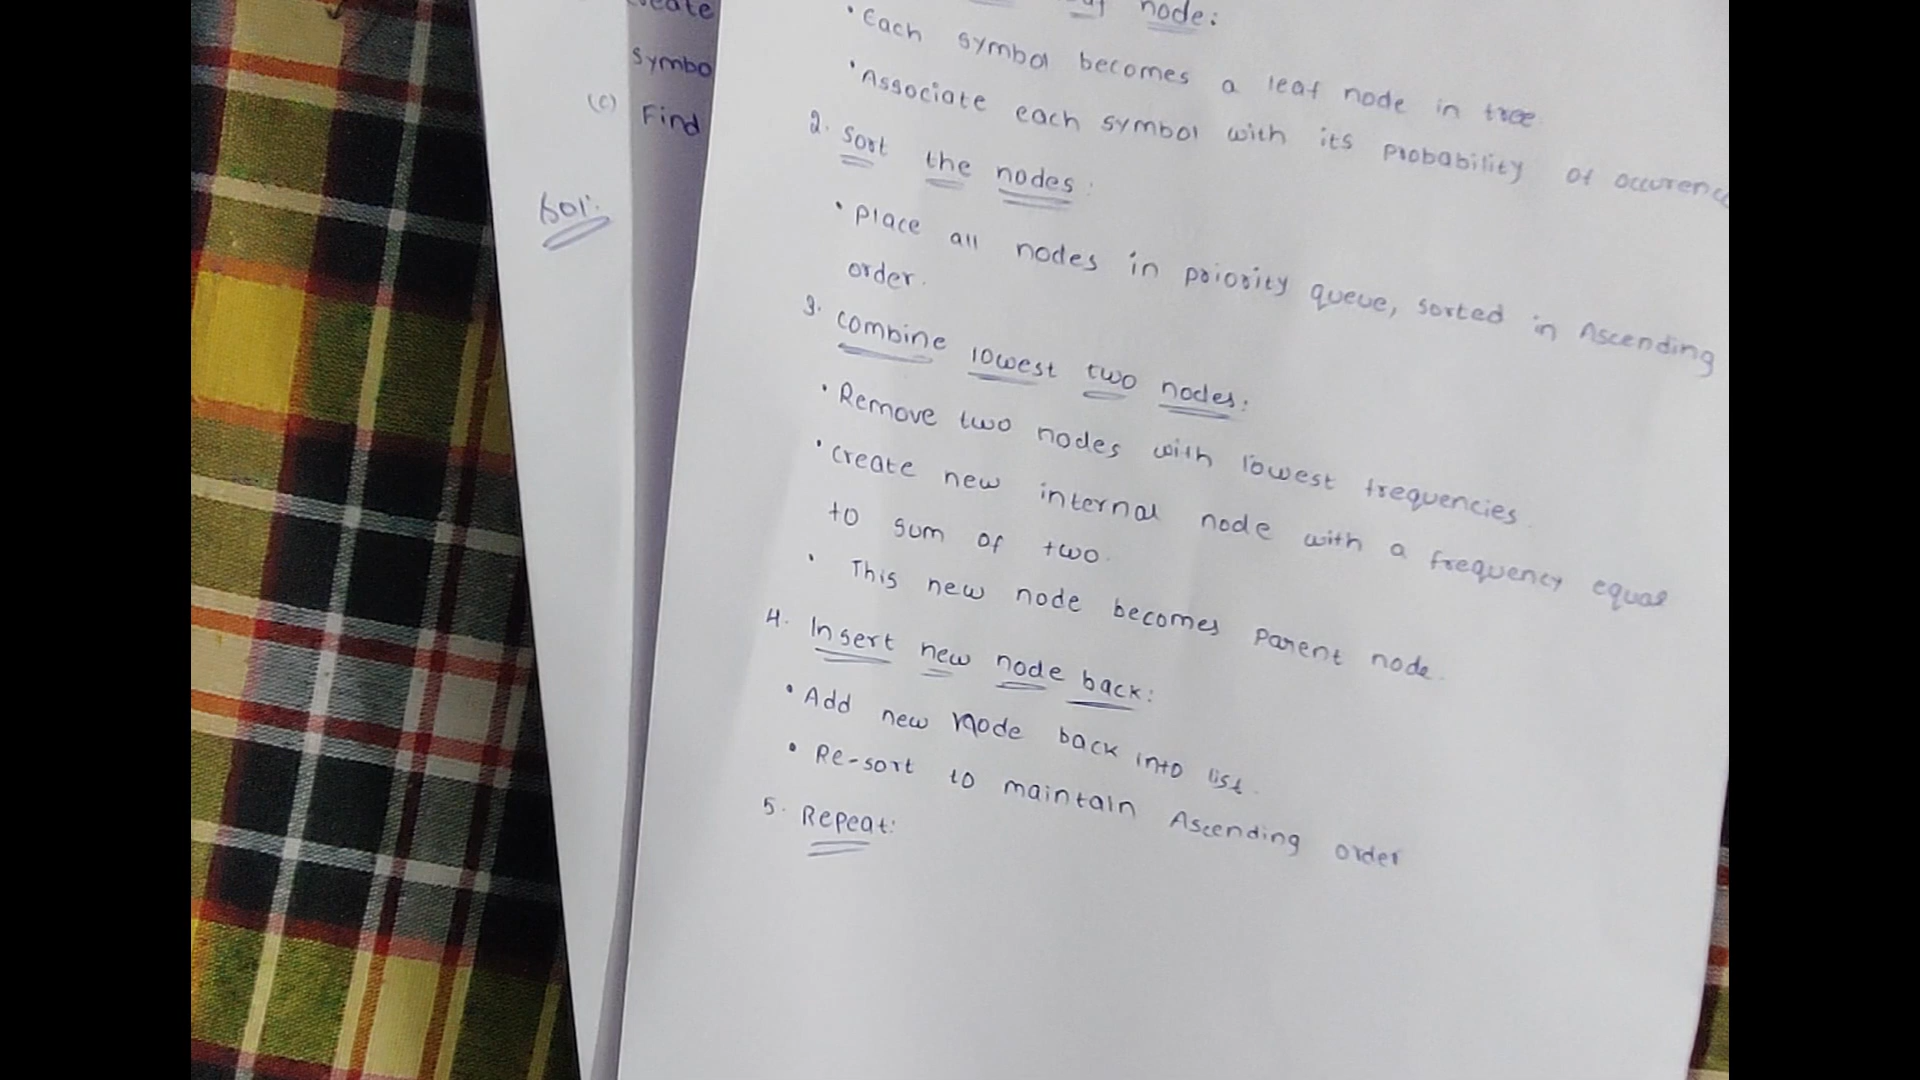 symbo
(c) Find
Sol:
node:
• Each symbol becomes a leaf node in tree.
• Associate each symbol with its probability of occurence
2. Sort the nodes:
• Place all nodes in priority queue, sorted in Ascending
order.
3. Combine lowest two nodes:
• Remove two nodes with lowest frequencies.
• Create new internal node with a frequency equal
to sum of two.
• This new node becomes Parent node.
4. Insert new node back:
• Add new node back into list.
• Re-sort to maintain Ascending order
5. Repeat: